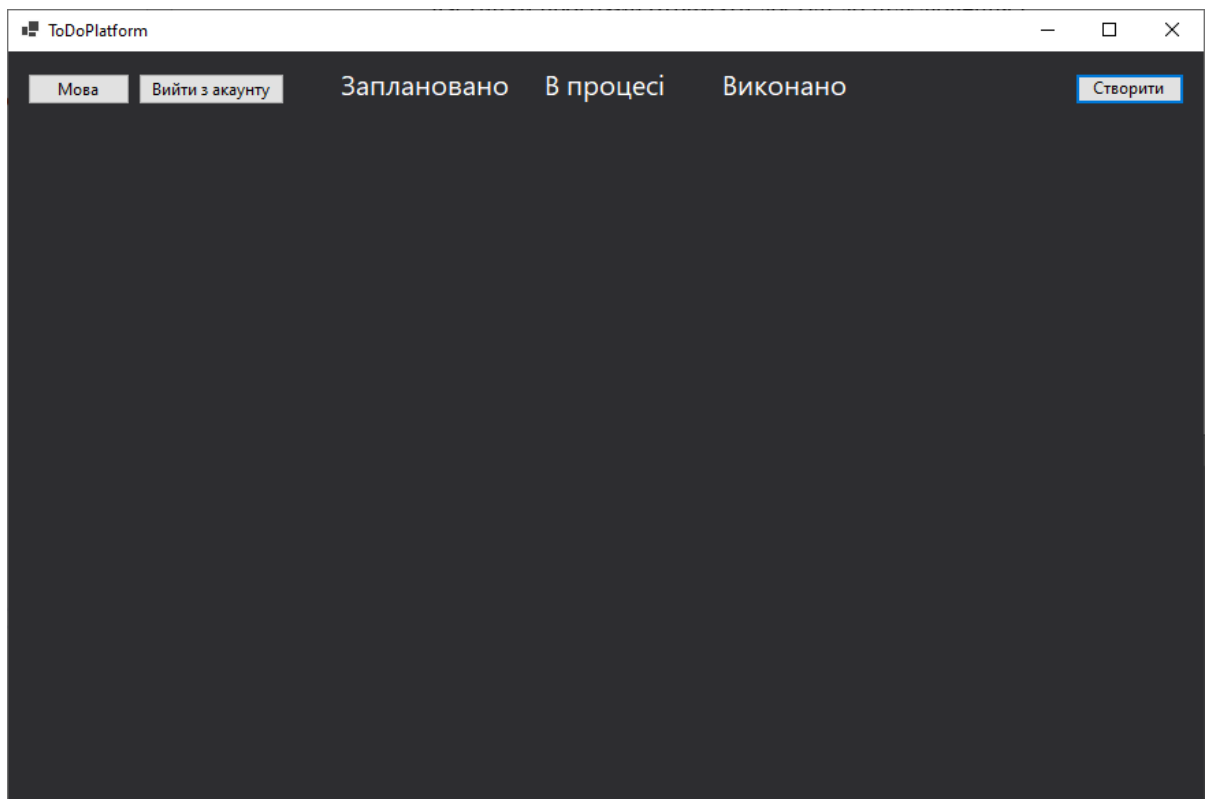 ToDoPlatform
Мова Вийти з акаунту Заплановано В процесі Виконано Створити